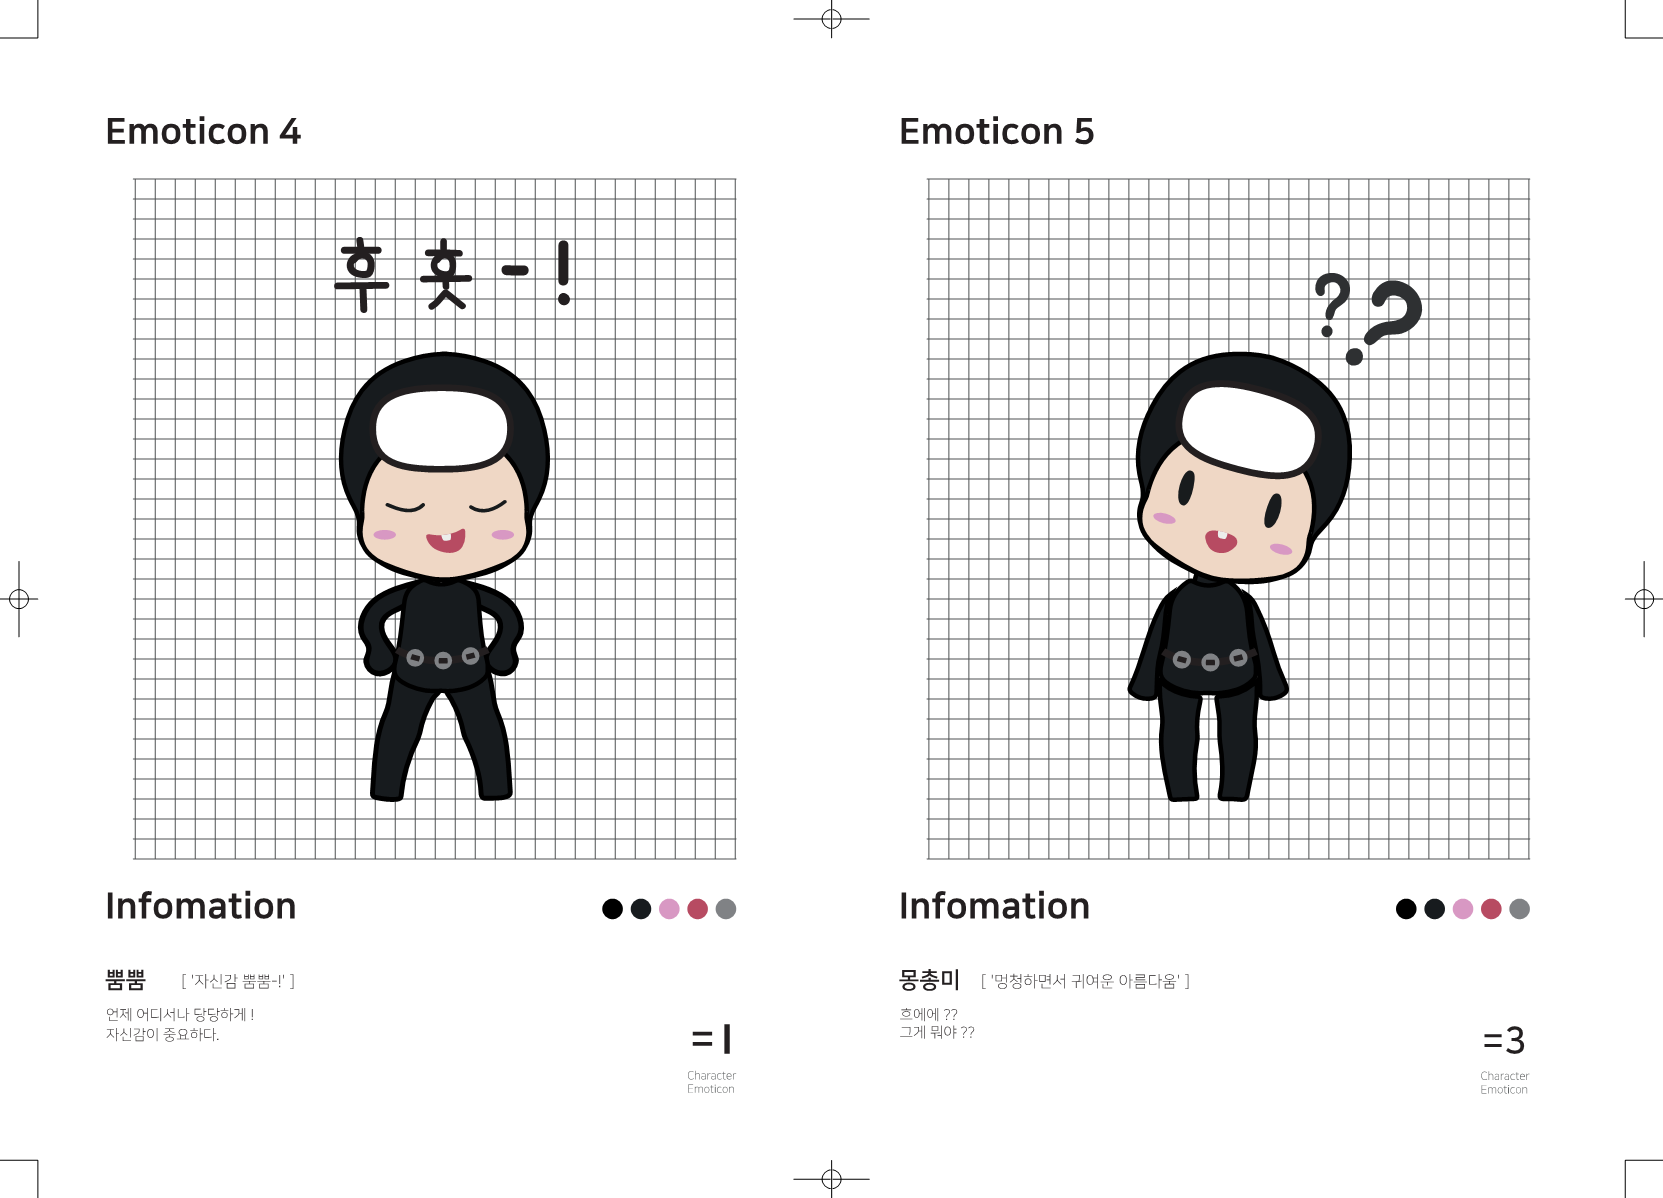 Emoticon 4
후훗-!
Infomation
뿜뿜 [ '자신감 뿜뿜-!' ]
언제 어디서나 당당하게 !
자신감이 중요하다.
=1
Character
Emoticon
Emoticon 5
??
Infomation
몽총미 [ '멍청하면서 귀여운 아름다움' ]
흐에에 ??
그게 뭐야 ??
=3
Character
Emoticon